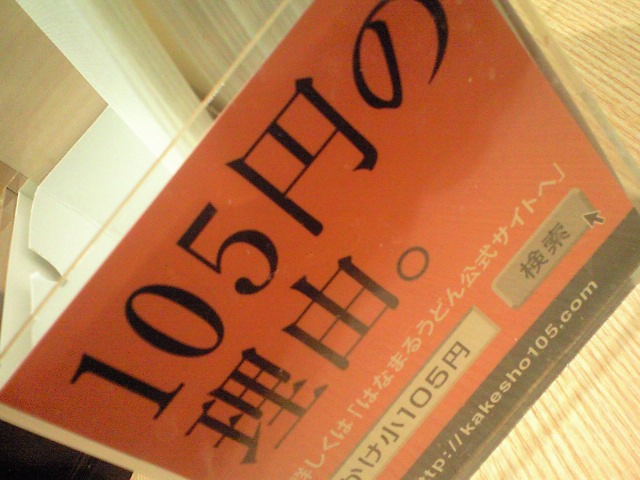 105円の
理由。
詳しくは「はなまるうどん公式サイトへ」
かけ小105円
検索
http://kakesho105.com